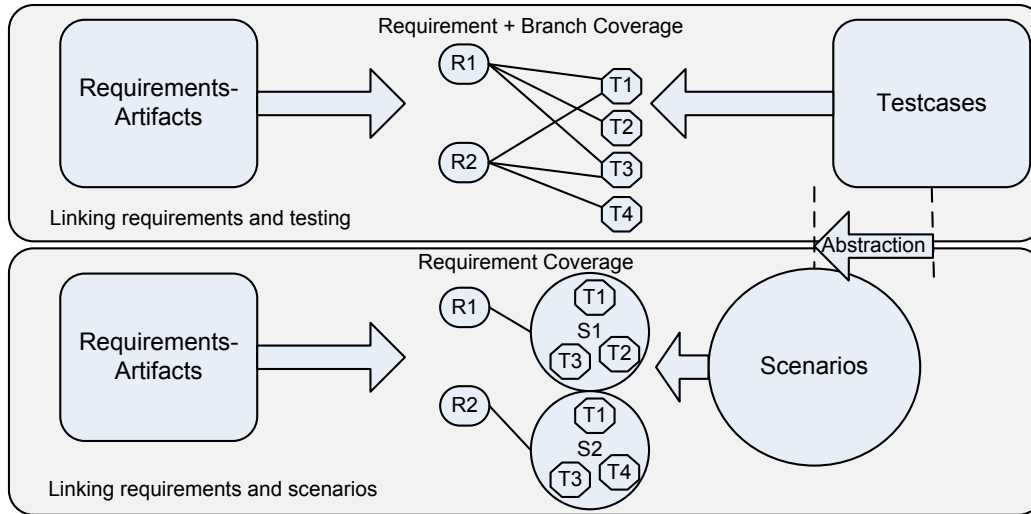 Requirement + Branch Coverage
Requirements-
Artifacts
R1
R2
T1
T2
T3
T4
Testcases
Linking requirements and testing
Abstraction
Requirement Coverage
Requirements-
Artifacts
R1
R2
T1
S1
T3
T2
T1
S2
T3
T4
Scenarios
Linking requirements and scenarios